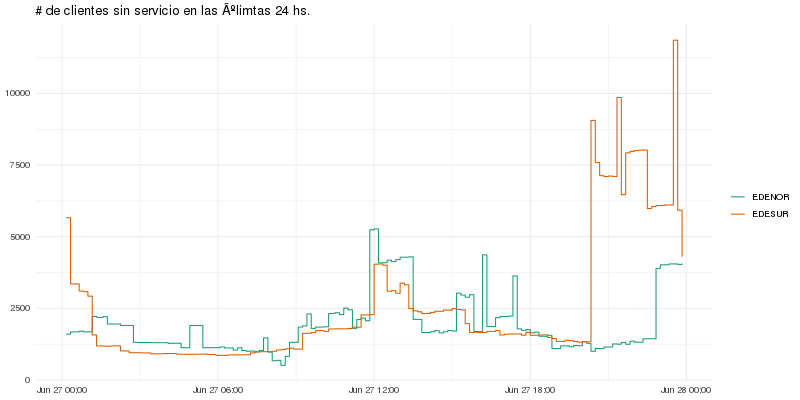 # de clientes sin servicio en las Ãºlimtas 24 hs.
10000
7500
5000
2500
0
Jun 27 00:00
Jun 27 06:00
Jun 27 12:00
Jun 27 18:00
Jun 28 00:00
EDENOR
EDESUR